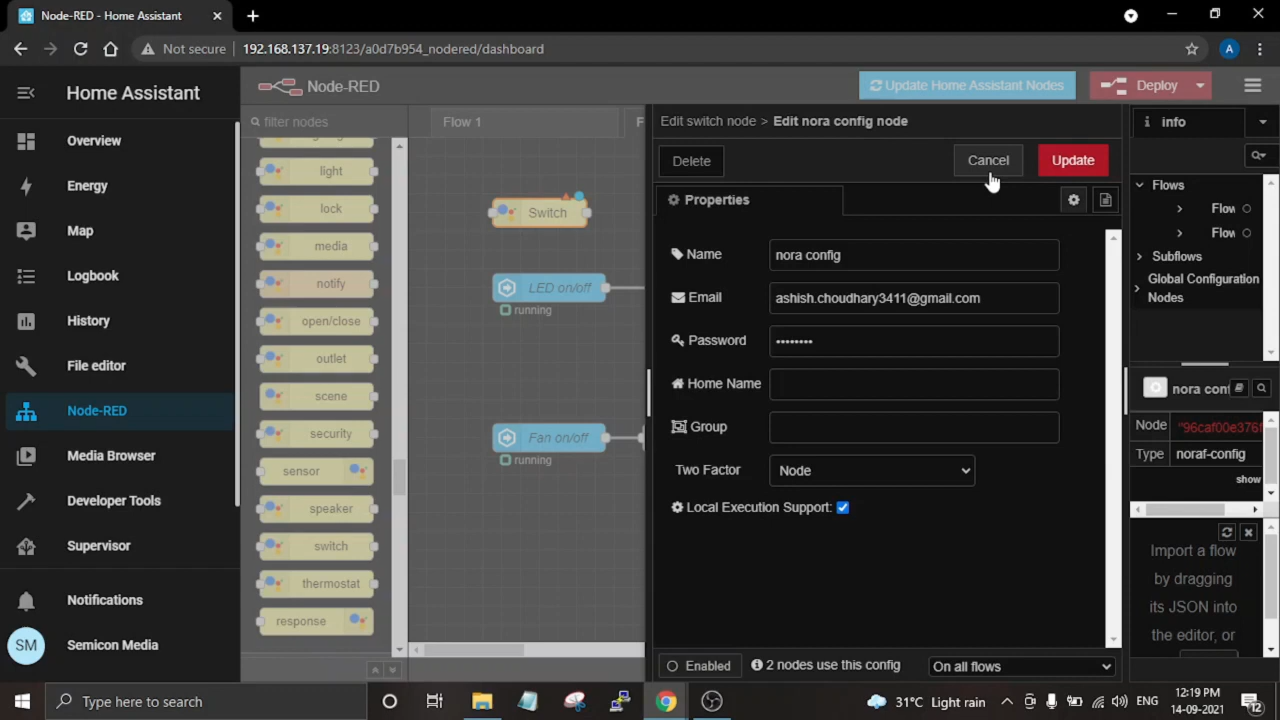 Node-RED - Home Assistant
Not secure 192.168.137.19:8123/a0d7b954_nodered/dashboard
A
Home Assistant
Overview
Energy
Map
Logbook
History
File editor
Node-RED
Media Browser
Developer Tools
Supervisor
Notifications
SM Semicon Media
Node-RED
Update Home Assistant Nodes
Deploy
filter nodes
light
lock
media
notify
open/close
outlet
scene
security
sensor
speaker
switch
thermostat
response
Flow 1
F
Switch
LED on/off
running
Fan on/off
running
Edit switch node > Edit nora config node
Delete
Cancel
Update
Properties
Name nora config
Email ashish.choudhary3411@gmail.com
Password ••••••••
Home Name
Group
Two Factor Node
Local Execution Support:
Enabled
2 nodes use this config
On all flows
i info
Flows
Flow
Flow
Subflows
Global Configuration
Nodes
nora con
Node "96caf00e376f
Type noraf-config
show
Import a flow
by dragging
its JSON into
the editor, or
Type here to search
31°C Light rain
ENG
12:19 PM
14-09-2021
12